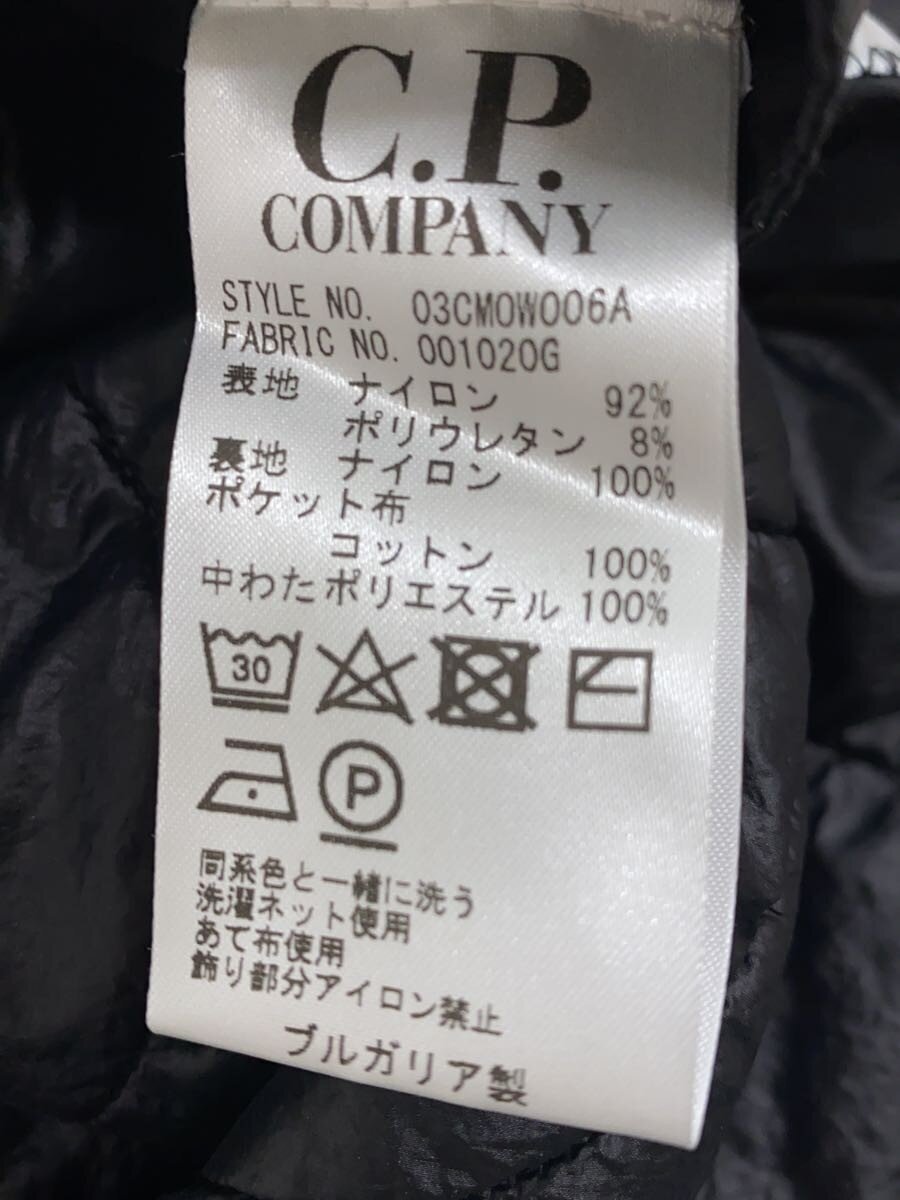 C.P.
COMPANY
STYLE NO. 03CMOW006A
FABRIC NO. 001020G
表地 ナイロン 92%
ポリウレタン 8%
裏地 ナイロン 100%
ポケット布
コットン 100%
中わたポリエステル 100%
30
P
同系色と一緒に洗う
洗濯ネット使用
あて布使用
飾り部分アイロン禁止
ブルガリア製